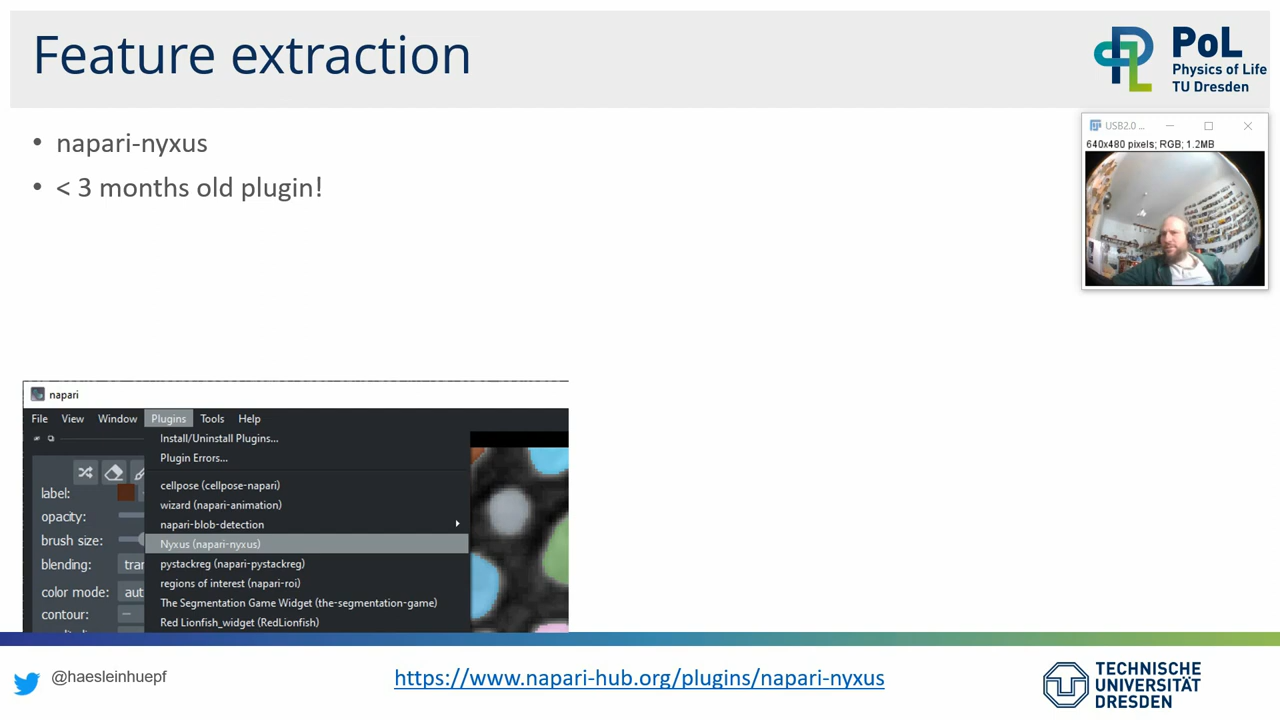 Feature extraction
PoL
Physics of Life
TU Dresden
• napari-nyxus
• < 3 months old plugin!
USB2.0 ...
640x480 pixels; RGB; 1.2MB
napari
File View Window Plugins Tools Help
Install/Uninstall Plugins...
Plugin Errors...
label:
opacity:
brush size:
blending: tran
color mode: aut
contour:
cellpose (cellpose-napari)
wizard (napari-animation)
napari-blob-detection
Nyxus (napari-nyxus)
pystackreg (napari-pystackreg)
regions of interest (napari-roi)
The Segmentation Game Widget (the-segmentation-game)
Red Lionfish_widget (RedLionfish)
@haesleinhuepf
https://www.napari-hub.org/plugins/napari-nyxus
TECHNISCHE
UNIVERSITÄT
DRESDEN